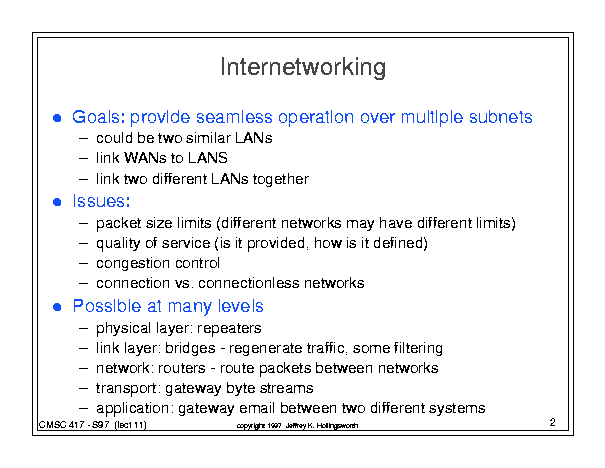 Internetworking
● Goals: provide seamless operation over multiple subnets
– could be two similar LANs
– link WANs to LANS
– link two different LANs together
● Issues:
– packet size limits (different networks may have different limits)
– quality of service (is it provided, how is it defined)
– congestion control
– connection vs. connectionless networks
● Possible at many levels
– physical layer: repeaters
– link layer: bridges - regenerate traffic, some filtering
– network: routers - route packets between networks
– transport: gateway byte streams
– application: gateway email between two different systems
CMSC 417 - S97 (lect 11) copyright 1997 Jeffrey K. Hollingsworth 2